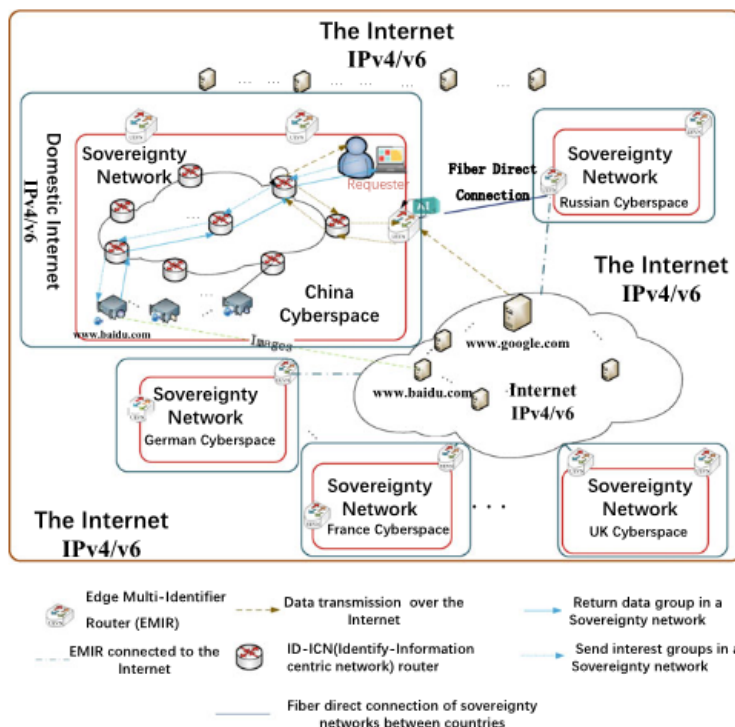 The Internet
IPv4/v6
Domestic Internet
IPv4/v6
Sovereignty
Network
Requester
AI
Fiber Direct
Connection
Sovereignty
Network
Russian Cyberspace
China
Cyberspace
www.baidu.com
Images
The Internet
IPv4/v6
www.google.com
www.baidu.com
Internet
IPv4/v6
Sovereignty
Network
German Cyberspace
Sovereignty
Network
France Cyberspace
Sovereignty
Network
UK Cyberspace
The Internet
IPv4/v6
Edge Multi-Identifier
Router (EMIR)
Data transmission over the
Internet
Return data group in a
Sovereignty network
EMIR connected to the
Internet
ID-ICN(Identify-Information
centric network) router
Send interest groups in a
Sovereignty network
Fiber direct connection of sovereignty
networks between countries